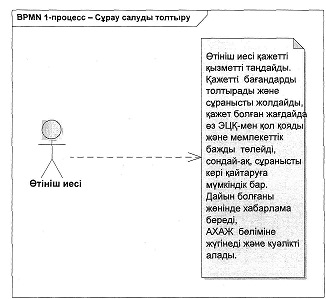 BPMN 1-процесс – Сұрау салуды толтыру
Өтініш иесі қажетті
қызметті таңдайды.
Қажетті бағандарды
толтырады және
сұранысты жолдайды,
қажет болған жағдайда
өз ЭЦҚ-мен қол қояды
және мемлекеттік
бажды төлейді,
сондай-ақ, сұранысты
кері қайтаруға
мүмкіндік бар.
Дайын болғаны
жөнінде хабарлама
береді,
АХАЖ бөліміне
жүгінеді және куәлікті
алады.
Өтініш иесі